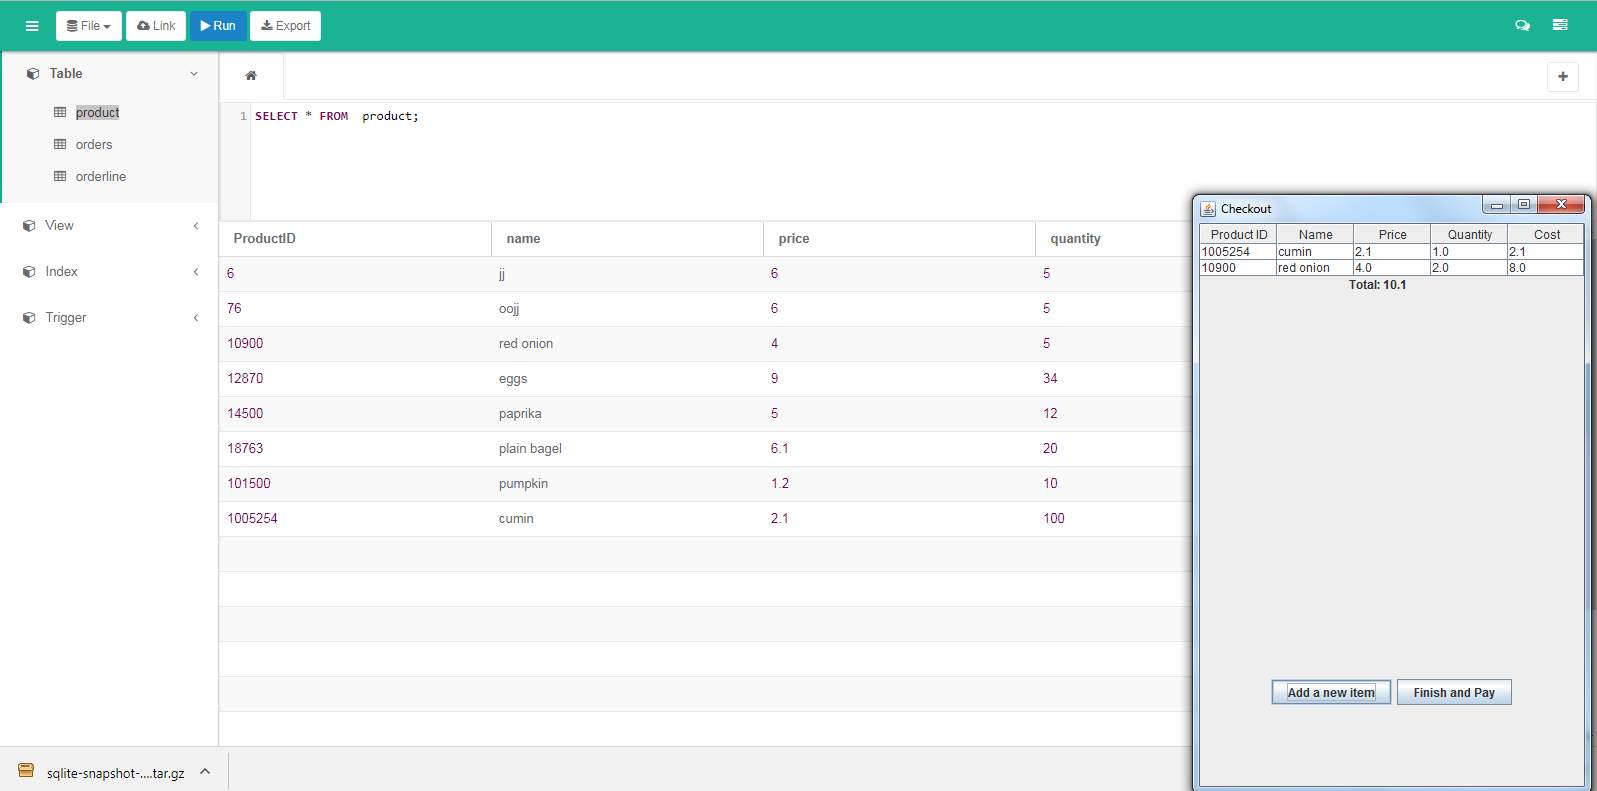 File Link Run Export
Table
product
orders
orderline
View
Index
Trigger
1 SELECT * FROM  product;
ProductID name price quantity
6 jj 6 5
76 oojj 6 5
10900 red onion 4 5
12870 eggs 9 34
14500 paprika 5 12
18763 plain bagel 6.1 20
101500 pumpkin 1.2 10
1005254 cumin 2.1 100
Checkout
Product ID Name Price Quantity Cost
1005254 cumin 2.1 1.0 2.1
10900 red onion 4.0 2.0 8.0
Total: 10.1
Add a new item Finish and Pay
sqlite-snapshot-....tar.gz